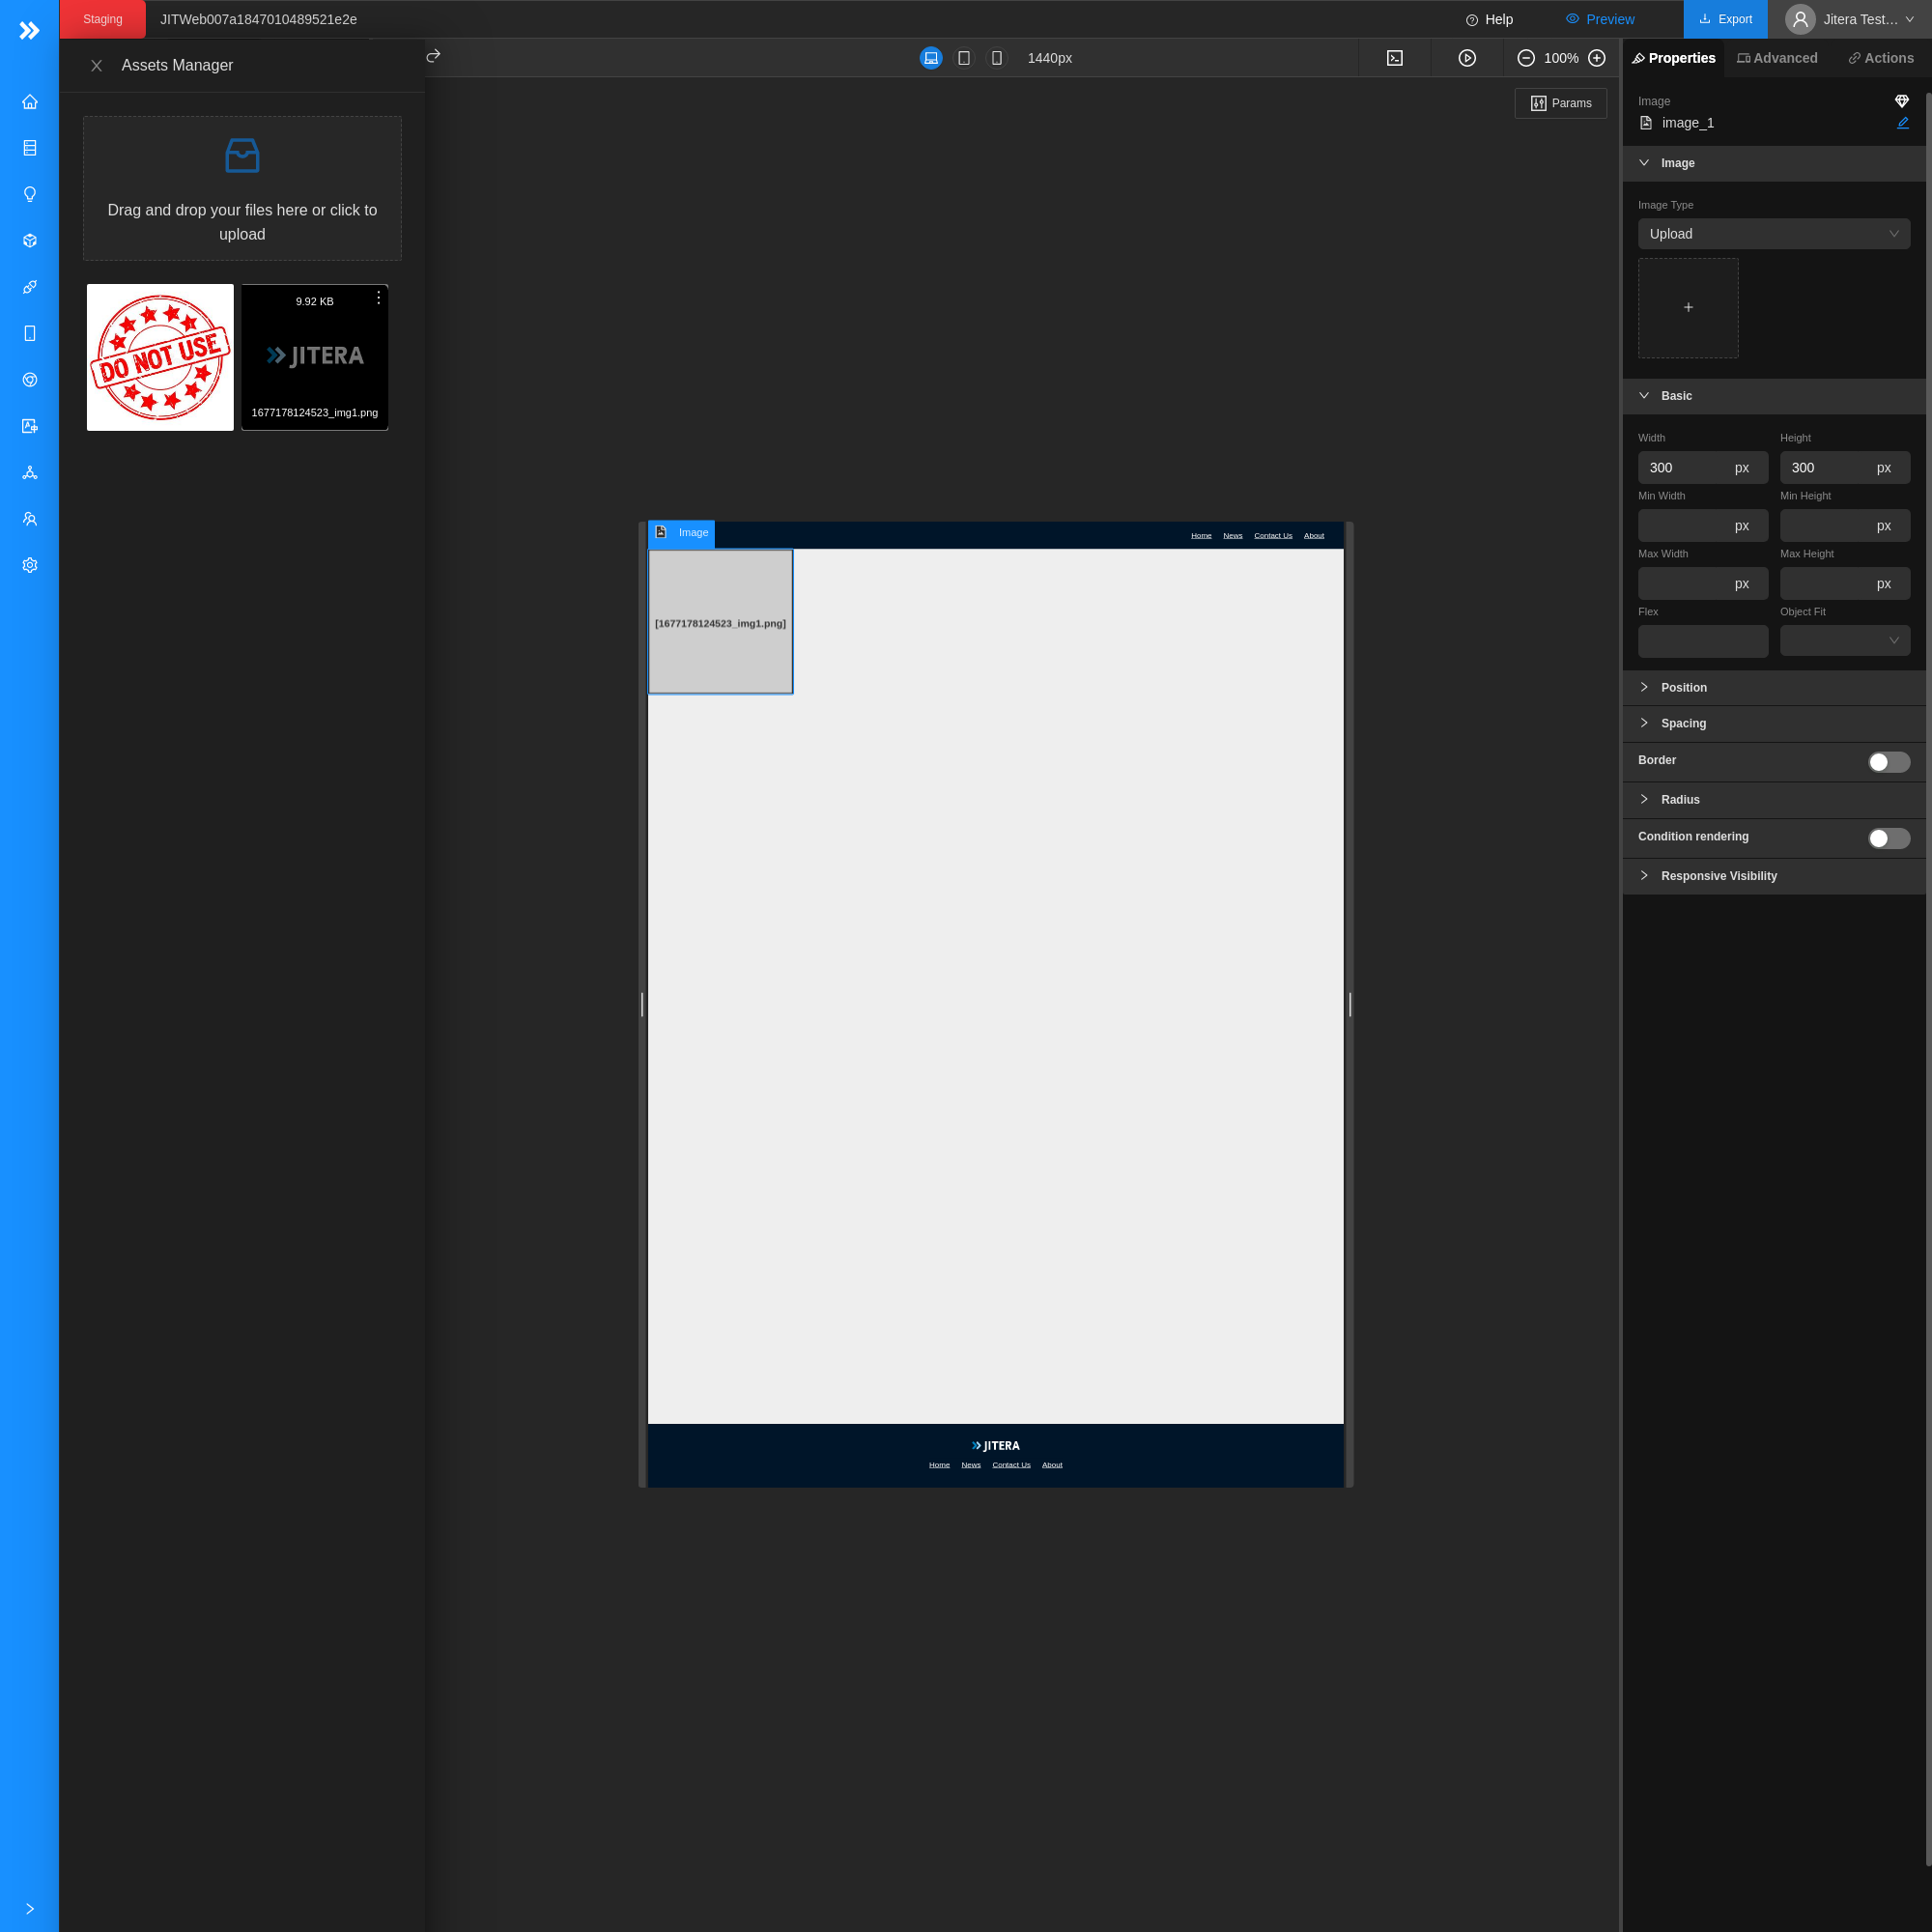 Staging
JITWeb007a1847010489521e2e
Help
Preview
Export
Jitera Test...
Assets Manager
1440px
100%
Properties
Advanced
Actions
Params
Drag and drop your files here or click to
upload
DO NOT USE
9.92 KB
JITERA
1677178124523_img1.png
Image
Home
News
Contact Us
About
[1677178124523_img1.png]
JITERA
Home
News
Contact Us
About
Image
image_1
Image
Image Type
Upload
Basic
Width
Height
300 px
300 px
Min Width
Min Height
px
px
Max Width
Max Height
px
px
Flex
Object Fit
Position
Spacing
Border
Radius
Condition rendering
Responsive Visibility